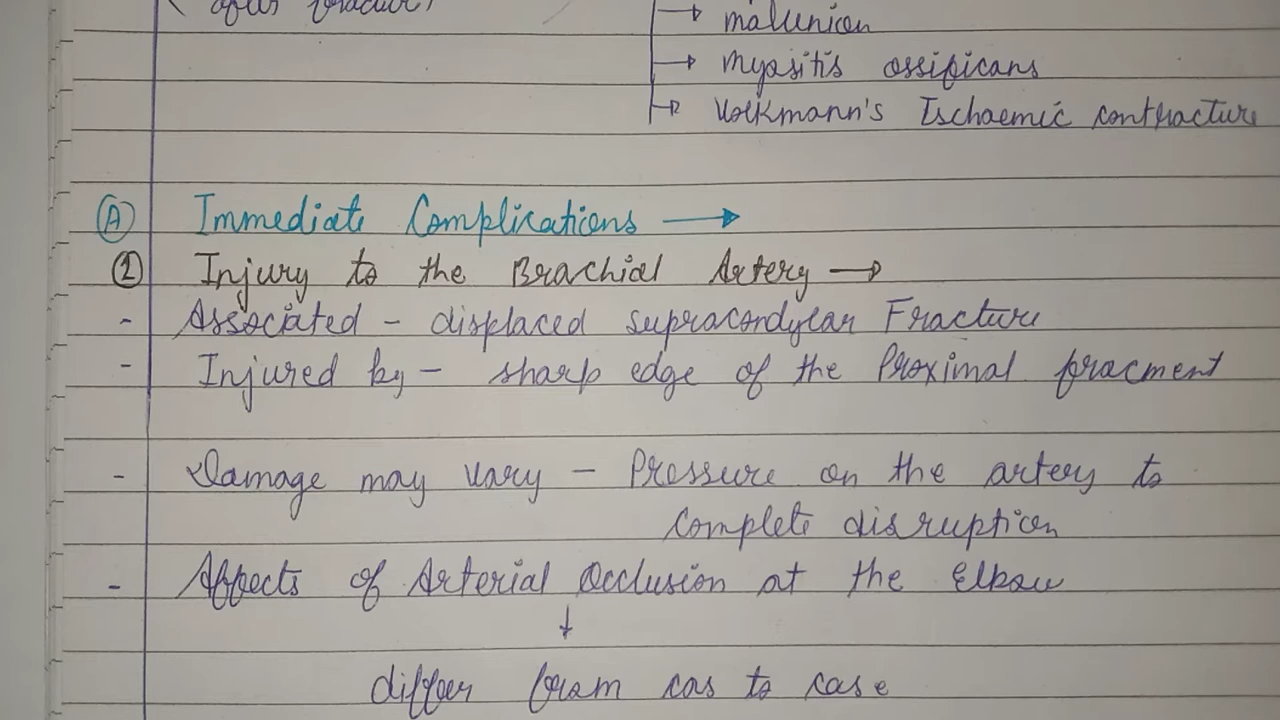 after fracture)
→ malunion
→ Myositis ossificans
→ Volkmann's Ischaemic contracture
Ⓐ Immediate Complications →
① Injury to the Brachial Artery →
- Associated - displaced supracondylar Fracture
- Injured by - sharp edge of the Proximal fracment
- Damage may vary - Pressure on the artery to
complete disruption
- Affects of Arterial Occlusion at the Elbow
↓
differ from cas to case